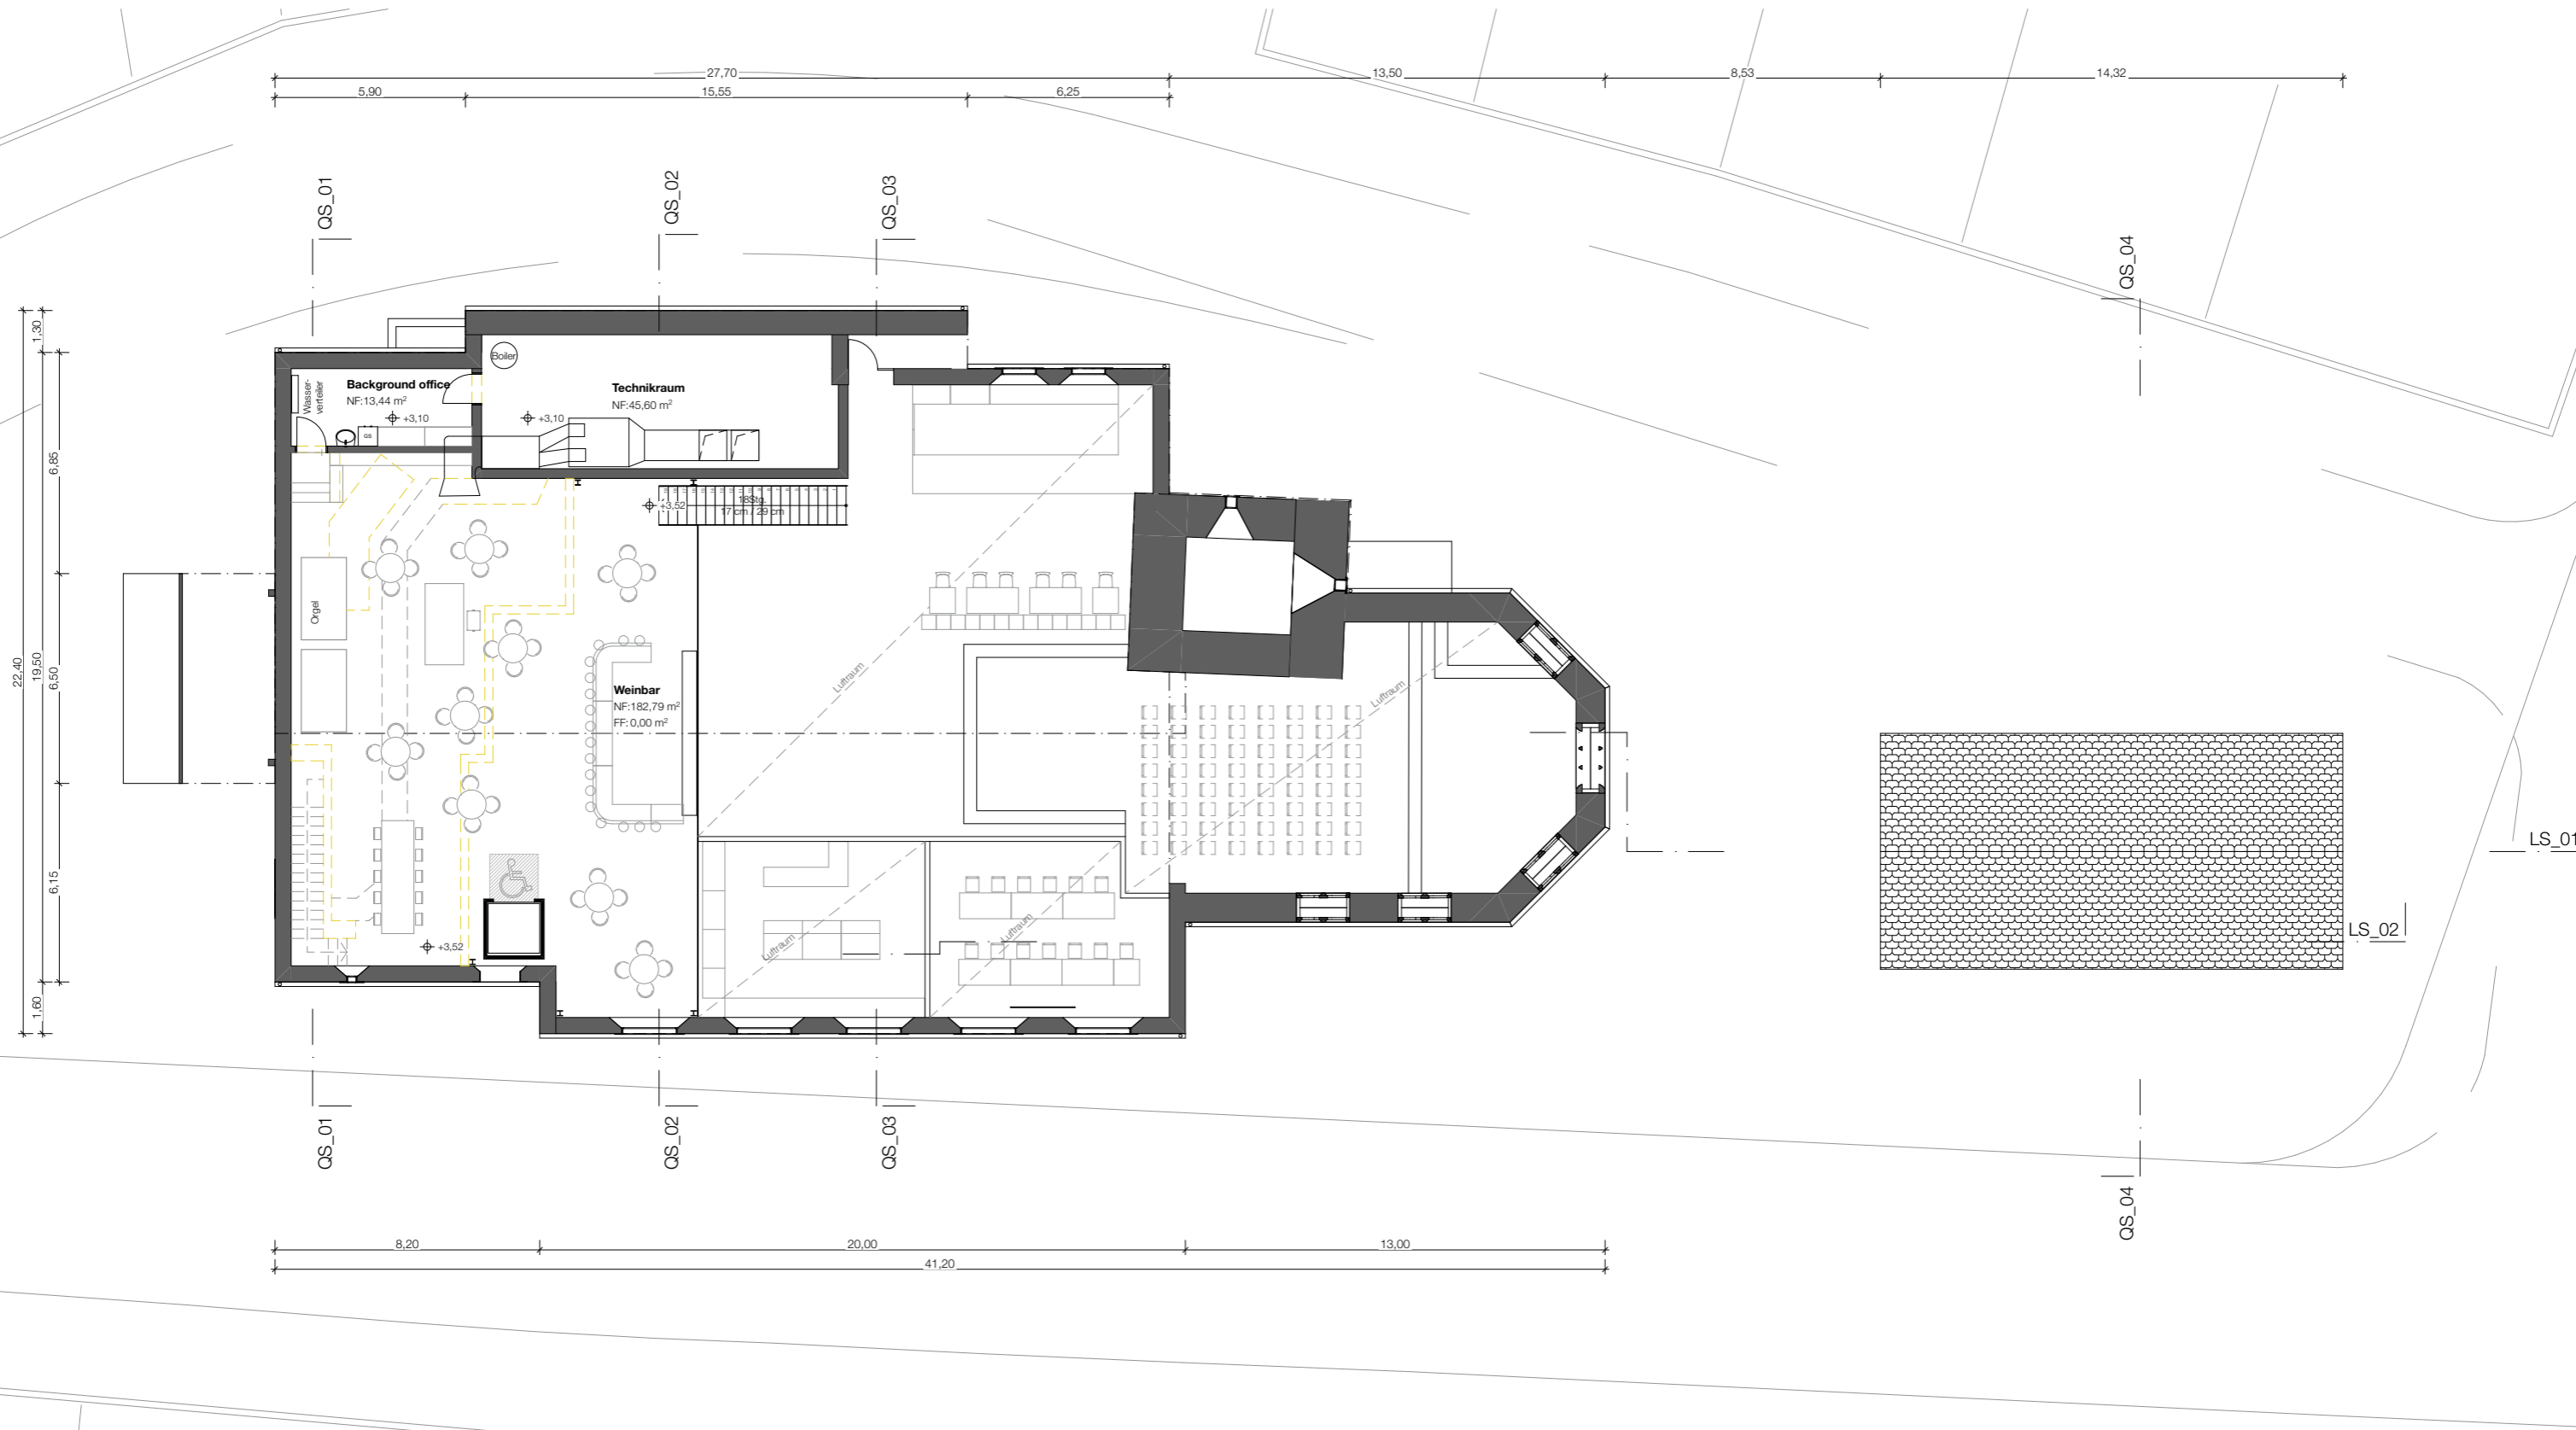 27,70
13,50
8,53
14,32
5,90
15,55
6,25
QS_01
QS_02
QS_03
QS_04
1,30
6,85
22,40
19,50
6,50
6,15
1,60
Boiler
Wasser-
verteiler
Background office
NF:13,44 m²
+3,10
GS
Technikraum
NF:45,60 m²
+3,10
+3,52
18Stg.
17 cm / 29 cm
Orgel
Luftraum
Luftraum
Weinbar
NF:182,79 m²
FF: 0,00 m²
+3,52
Luftraum
Luftraum
LS_01
LS_02
QS_01
QS_02
QS_03
QS_04
8,20
20,00
13,00
41,20